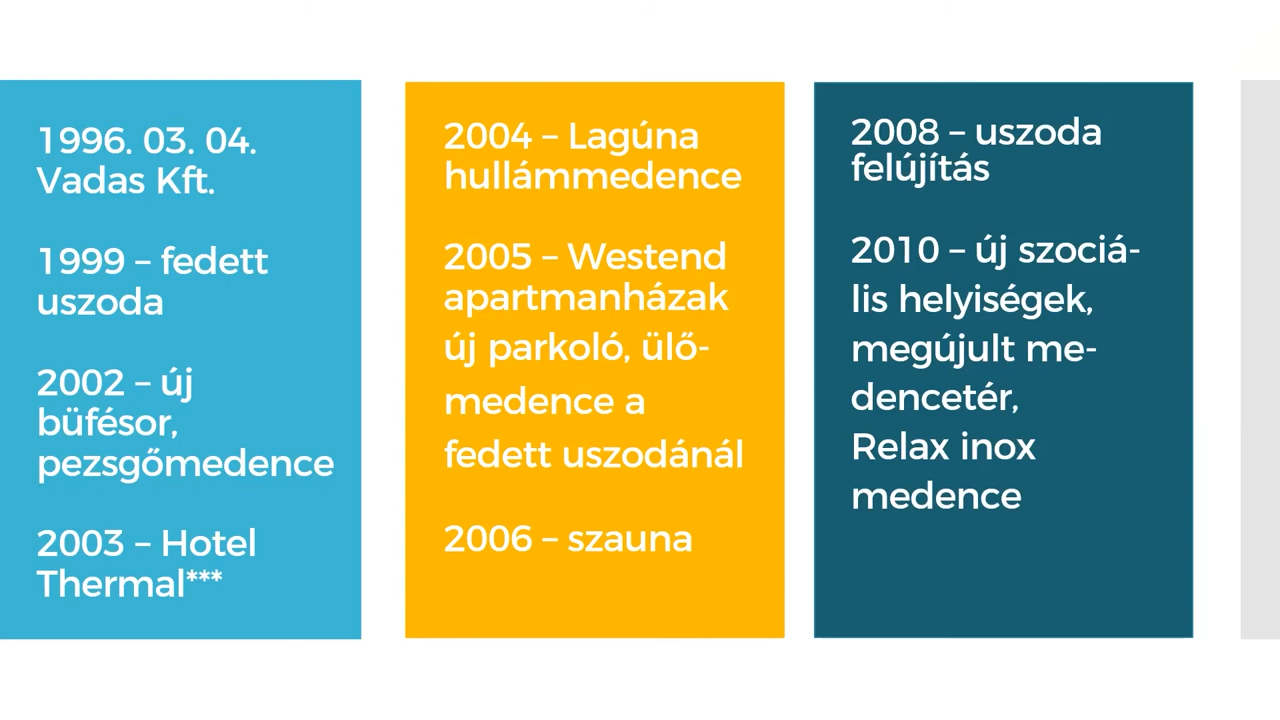 1996. 03. 04.
Vadas Kft.
1999 – fedett
uszoda
2002 – új
büfésor,
pezsgőmedence
2003 – Hotel
Thermal***
2004 – Lagúna
hullámmedence
2005 – Westend
apartmanházak
új parkoló, ülő-
medence a
fedett uszodánál
2006 – szauna
2008 – uszoda
felújítás
2010 – új szociá-
lis helyiségek,
megújult me-
dencetér,
Relax inox
medence